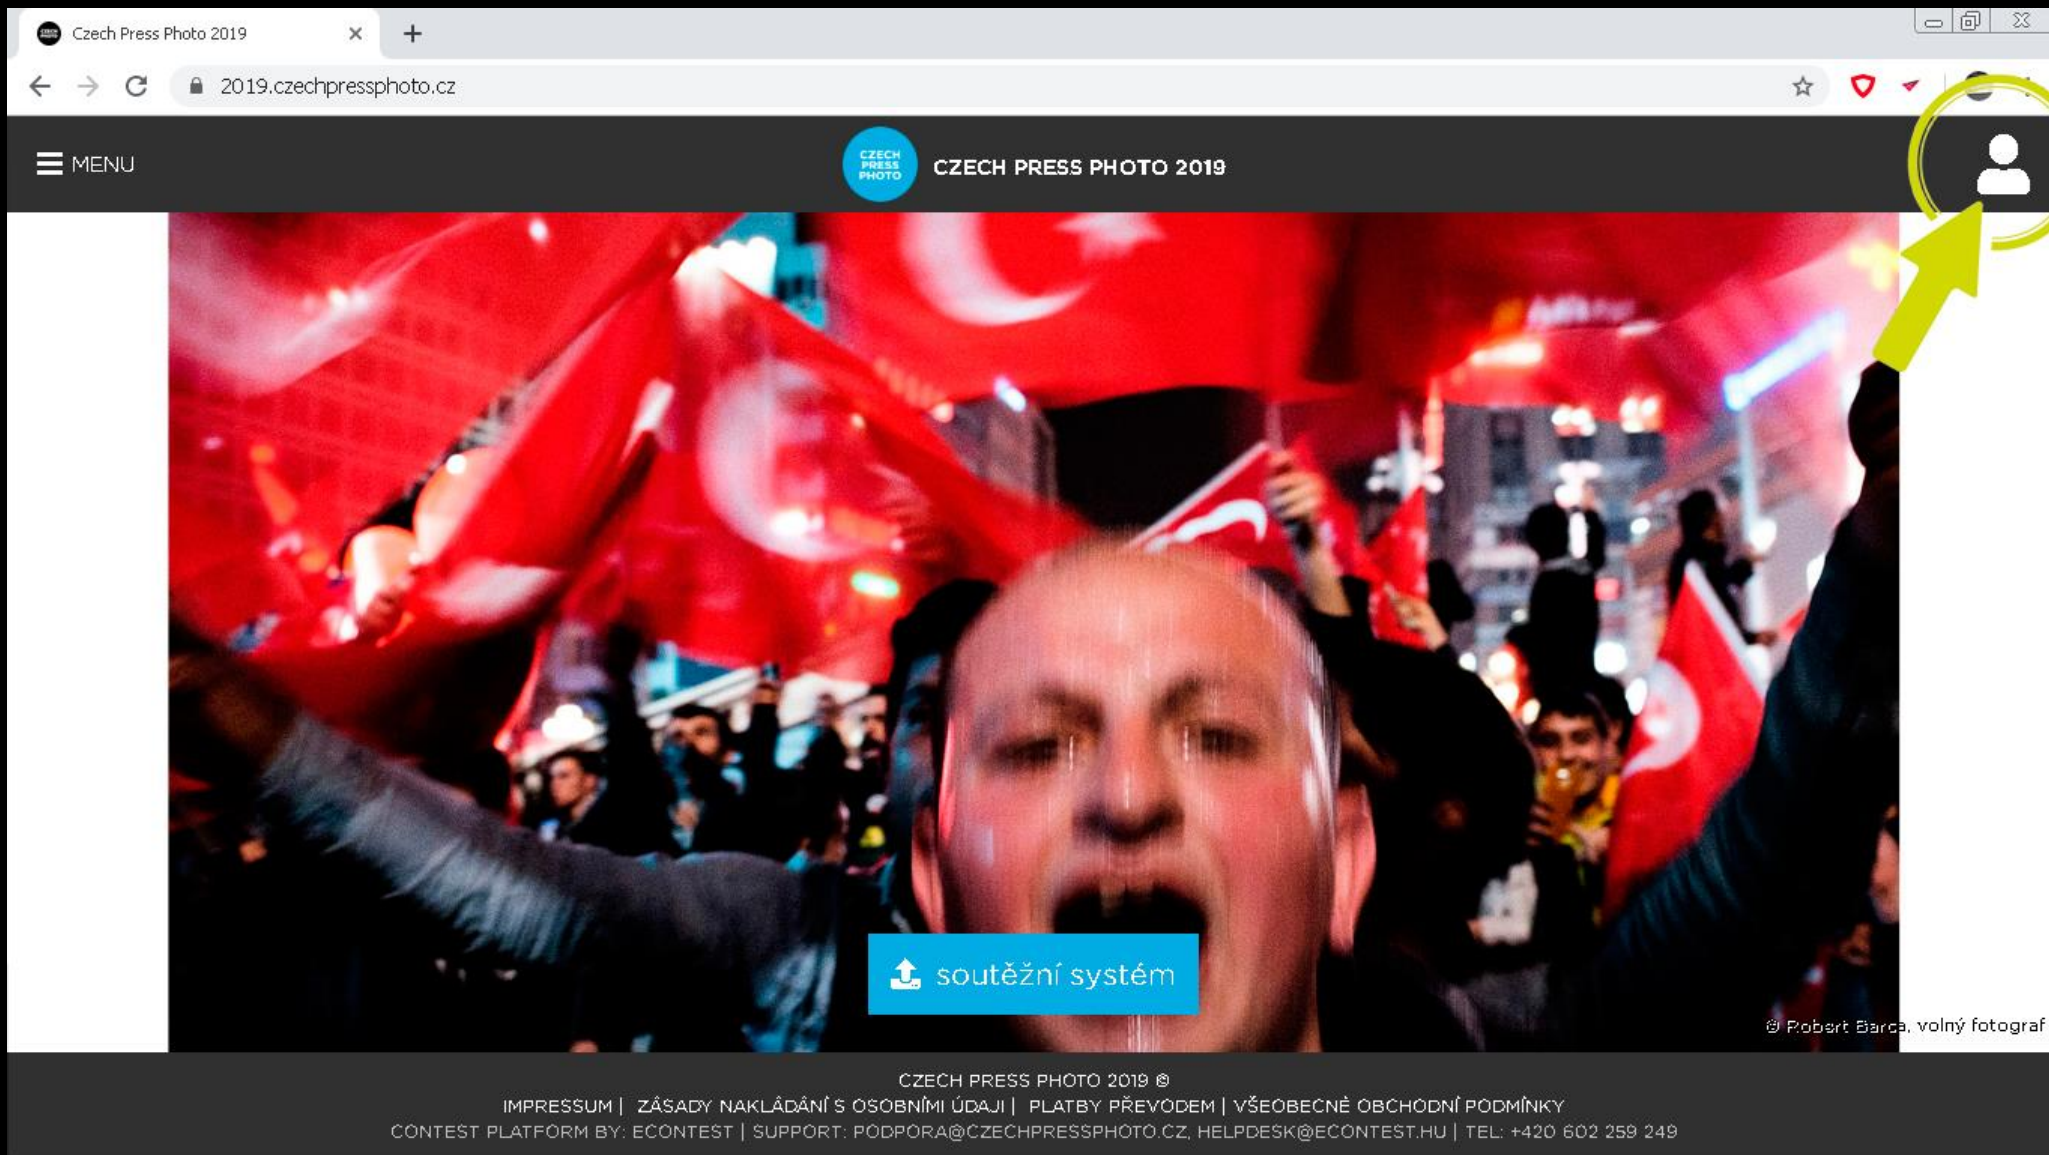 Czech Press Photo 2019
2019.czechpressphoto.cz
MENU
CZECH
PRESS
PHOTO
CZECH PRESS PHOTO 2019
soutěžní systém
© Robert Barca, volný fotograf
CZECH PRESS PHOTO 2019 ©
IMPRESSUM | ZÁSADY NAKLÁDÁNÍ S OSOBNÍMI ÚDAJI | PLATBY PŘEVODEM | VŠEOBECNÉ OBCHODNÍ PODMÍNKY
CONTEST PLATFORM BY: ECONTEST | SUPPORT: PODPORA@CZECHPRESSPHOTO.CZ, HELPDESK@ECONTEST.HU | TEL: +420 602 259 249